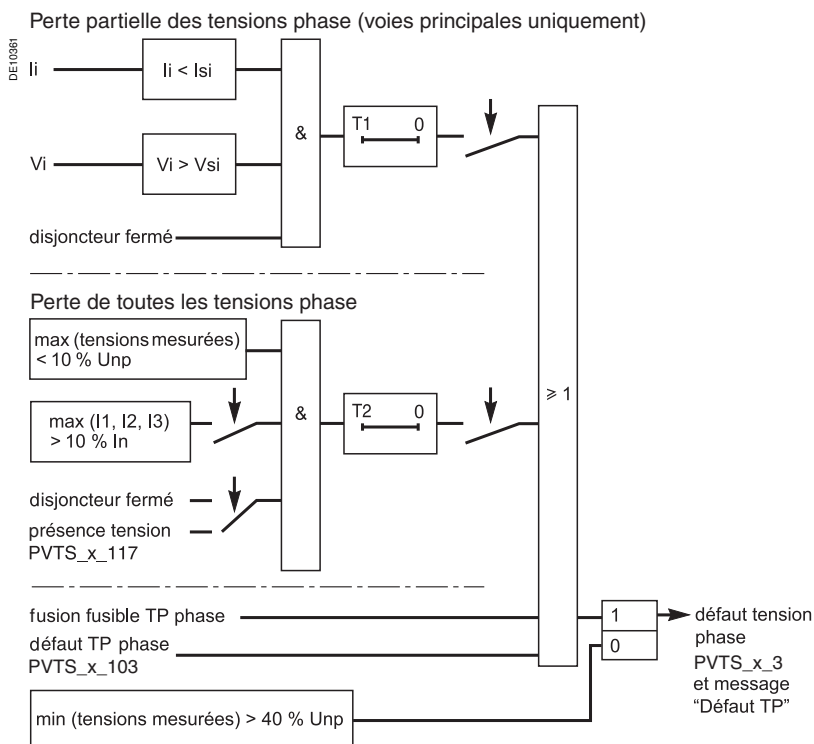 Perte partielle des tensions phase (voies principales uniquement)
DE10361
Ii
Ii < Isi
&
T1 0
Vi
Vi > Vsi
disjoncteur fermé
Perte de toutes les tensions phase
max (tensions mesurées)
< 10 % Unp
max (I1, I2, I3)
> 10 % In
&
T2 0
≥ 1
disjoncteur fermé
présence tension
PVTS_x_117
fusion fusible TP phase
défaut TP phase
PVTS_x_103
1
0
défaut tension
phase
PVTS_x_3
et message
“Défaut TP”
min (tensions mesurées) > 40 % Unp